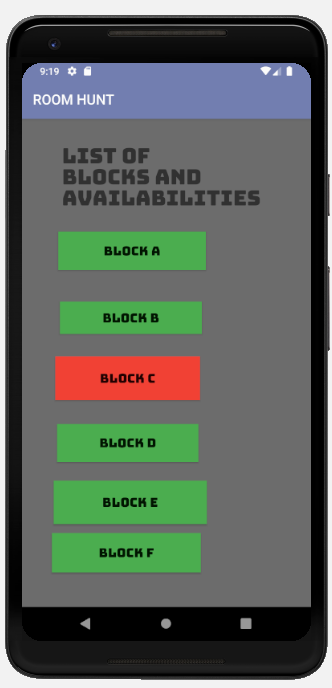 9:19
ROOM HUNT
LIST OF
BLOCKS AND
AVAILABILITIES
BLOCK A
BLOCK B
BLOCK C
BLOCK D
BLOCK E
BLOCK F